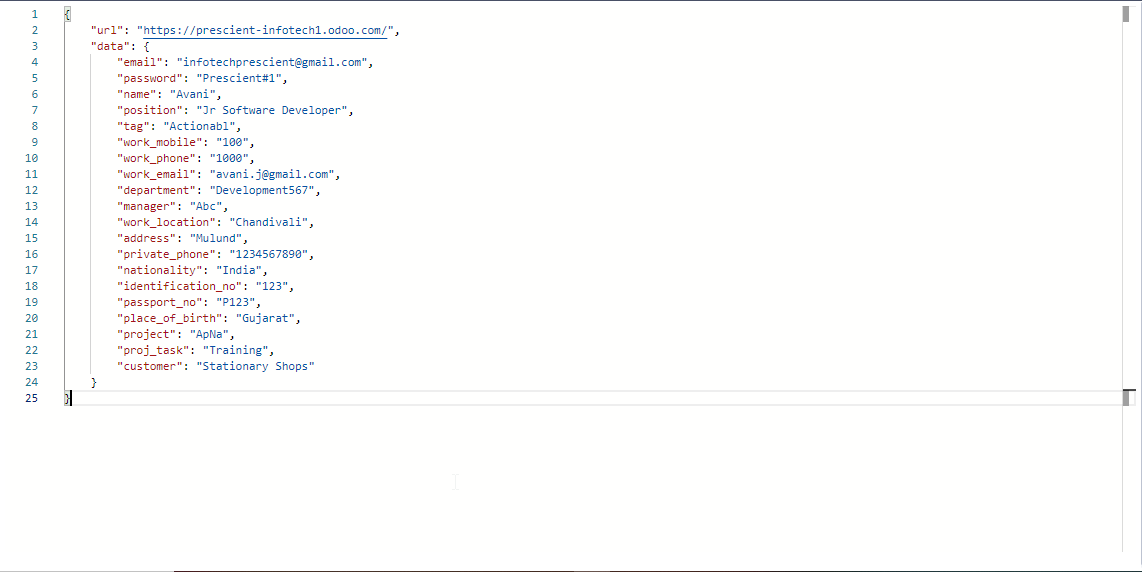 1 {
2 "url": "https://prescient-infotech1.odoo.com/",
3 "data": {
4 "email": "infotechprescient@gmail.com",
5 "password": "Prescient#1",
6 "name": "Avani",
7 "position": "Jr Software Developer",
8 "tag": "Actionabl",
9 "work_mobile": "100",
10 "work_phone": "1000",
11 "work_email": "avani.j@gmail.com",
12 "department": "Development567",
13 "manager": "Abc",
14 "work_location": "Chandivali",
15 "address": "Mulund",
16 "private_phone": "1234567890",
17 "nationality": "India",
18 "identification_no": "123",
19 "passport_no": "P123",
20 "place_of_birth": "Gujarat",
21 "project": "ApNa",
22 "proj_task": "Training",
23 "customer": "Stationary Shops"
24 }
25 }